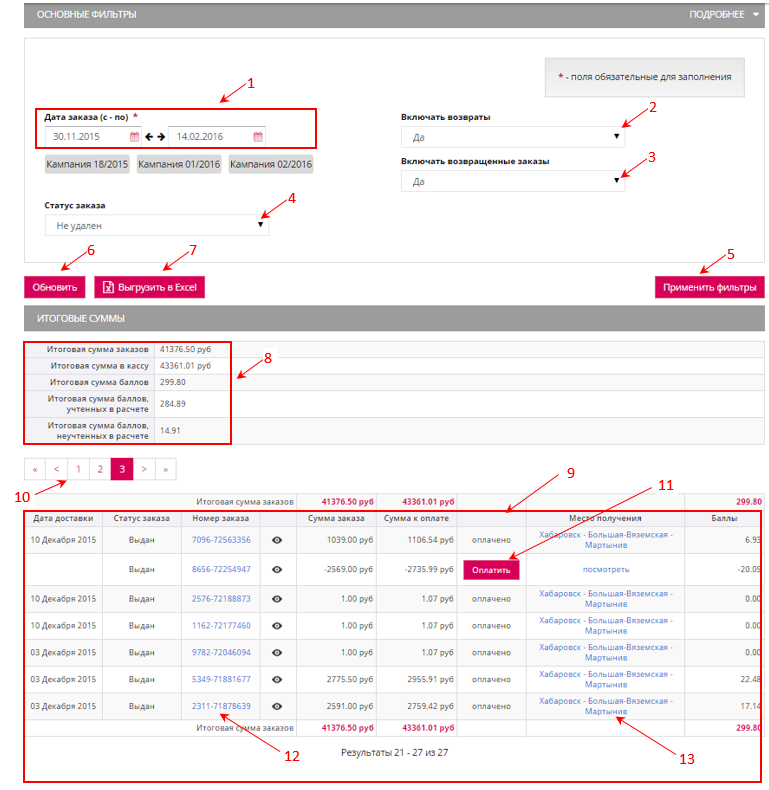 ОСНОВНЫЕ ФИЛЬТРЫ ПОДРОБНЕЕ
* - поля обязательные для заполнения
1
Дата заказа (с - по) * Включать возвраты 2
30.11.2015 14.02.2016 Да
Кампания 18/2015 Кампания 01/2016 Кампания 02/2016 Включать возвращенные заказы 3
Да
Статус заказа 4
Не удален
6 7 5
Обновить Выгрузить в Excel Применить фильтры
ИТОГОВЫЕ СУММЫ
Итоговая сумма заказов 41376.50 руб
Итоговая сумма в кассу 43361.01 руб 8
Итоговая сумма баллов 299.80
Итоговая сумма баллов,
учтенных в расчете 284.89
Итоговая сумма баллов,
неучтенных в расчете 14.91
« < 1 2 3 > »
10 9 11
Итоговая сумма заказов 41376.50 руб 43361.01 руб 299.80
Дата доставки Статус заказа Номер заказа Сумма заказа Сумма к оплате Место получения Баллы
10 Декабря 2015 Выдан 7096-72563356 1039.00 руб 1106.54 руб оплачено Хабаровск - Большая-Вяземская - 6.93
Мартынив
Выдан 8656-72254947 -2569.00 руб -2735.99 руб Оплатить посмотреть -20.05
10 Декабря 2015 Выдан 2576-72188873 1.00 руб 1.07 руб оплачено Хабаровск - Большая-Вяземская - 0.00
Мартынив
10 Декабря 2015 Выдан 1162-72177460 1.00 руб 1.07 руб оплачено Хабаровск - Большая-Вяземская - 0.00
Мартынив
03 Декабря 2015 Выдан 9782-72046094 1.00 руб 1.07 руб оплачено Хабаровск - Большая-Вяземская - 0.00
Мартынив
03 Декабря 2015 Выдан 5349-71881677 2775.50 руб 2955.91 руб оплачено Хабаровск - Большая-Вяземская - 22.48
Мартынив
03 Декабря 2015 Выдан 2311-71878639 2591.00 руб 2759.42 руб оплачено Хабаровск - Большая-Вяземская - 17.14
Мартынив
Итоговая сумма заказов 41376.50 руб 43361.01 руб 299.80
12 Результаты 21 - 27 из 27 13